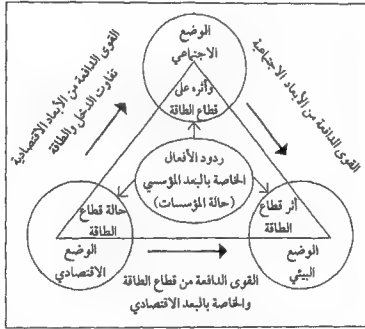 الوضع
الاجتماعي
وأثره على
قطاع الطاقة
القوى الدافعة من الأبعاد الاقتصادية
تفاوت الدخل والطاقة
القوى الدافعة من الأبعاد الاجتماعية
ردود الأفعال
الخاصة بالبعد المؤسسي
(حالة المؤسسات)
حالة قطاع
الطاقة
الوضع
الاقتصادي
أثر قطاع
الطاقة
الوضع
البيئي
القوى الدافعة من قطاع الطاقة
والخاصة بالبعد الاقتصادي